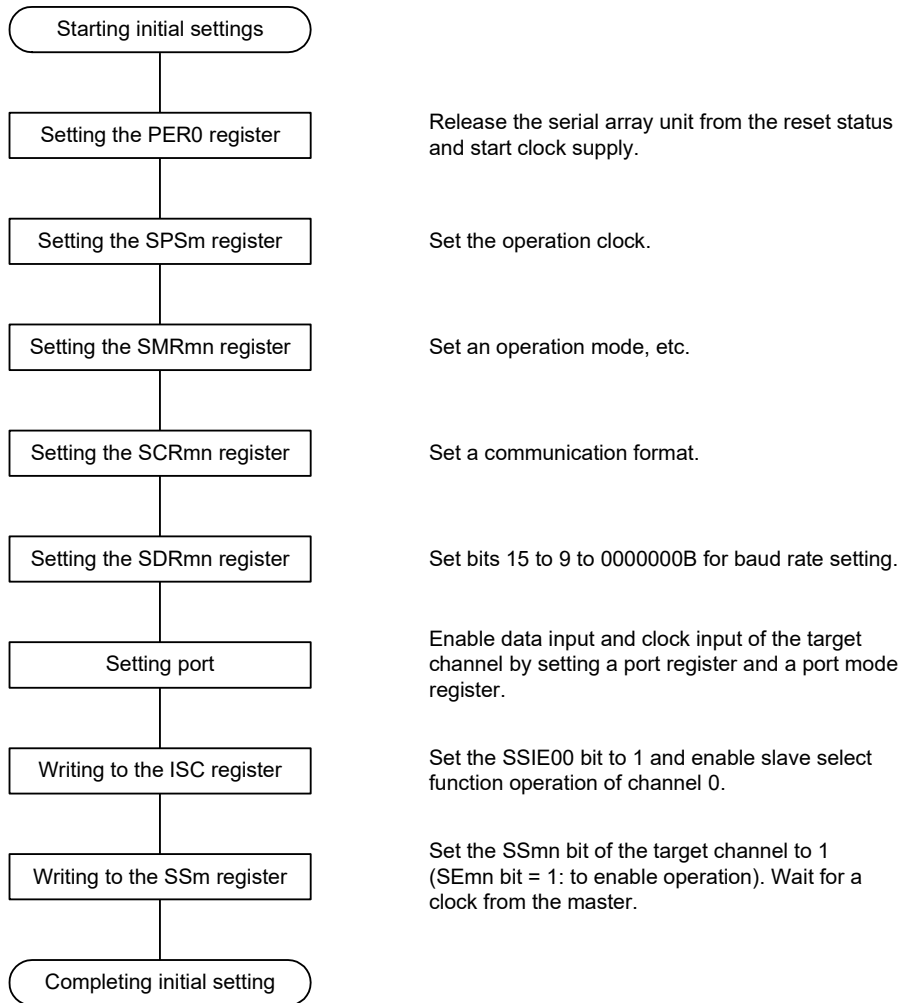 Starting initial settings
Setting the PER0 register
Release the serial array unit from the reset status
and start clock supply.
Setting the SPSm register
Set the operation clock.
Setting the SMRmn register
Set an operation mode, etc.
Setting the SCRmn register
Set a communication format.
Setting the SDRmn register
Set bits 15 to 9 to 0000000B for baud rate setting.
Setting port
Enable data input and clock input of the target
channel by setting a port register and a port mode
register.
Writing to the ISC register
Set the SSIE00 bit to 1 and enable slave select
function operation of channel 0.
Writing to the SSm register
Set the SSmn bit of the target channel to 1
(SEmn bit = 1: to enable operation). Wait for a
clock from the master.
Completing initial setting